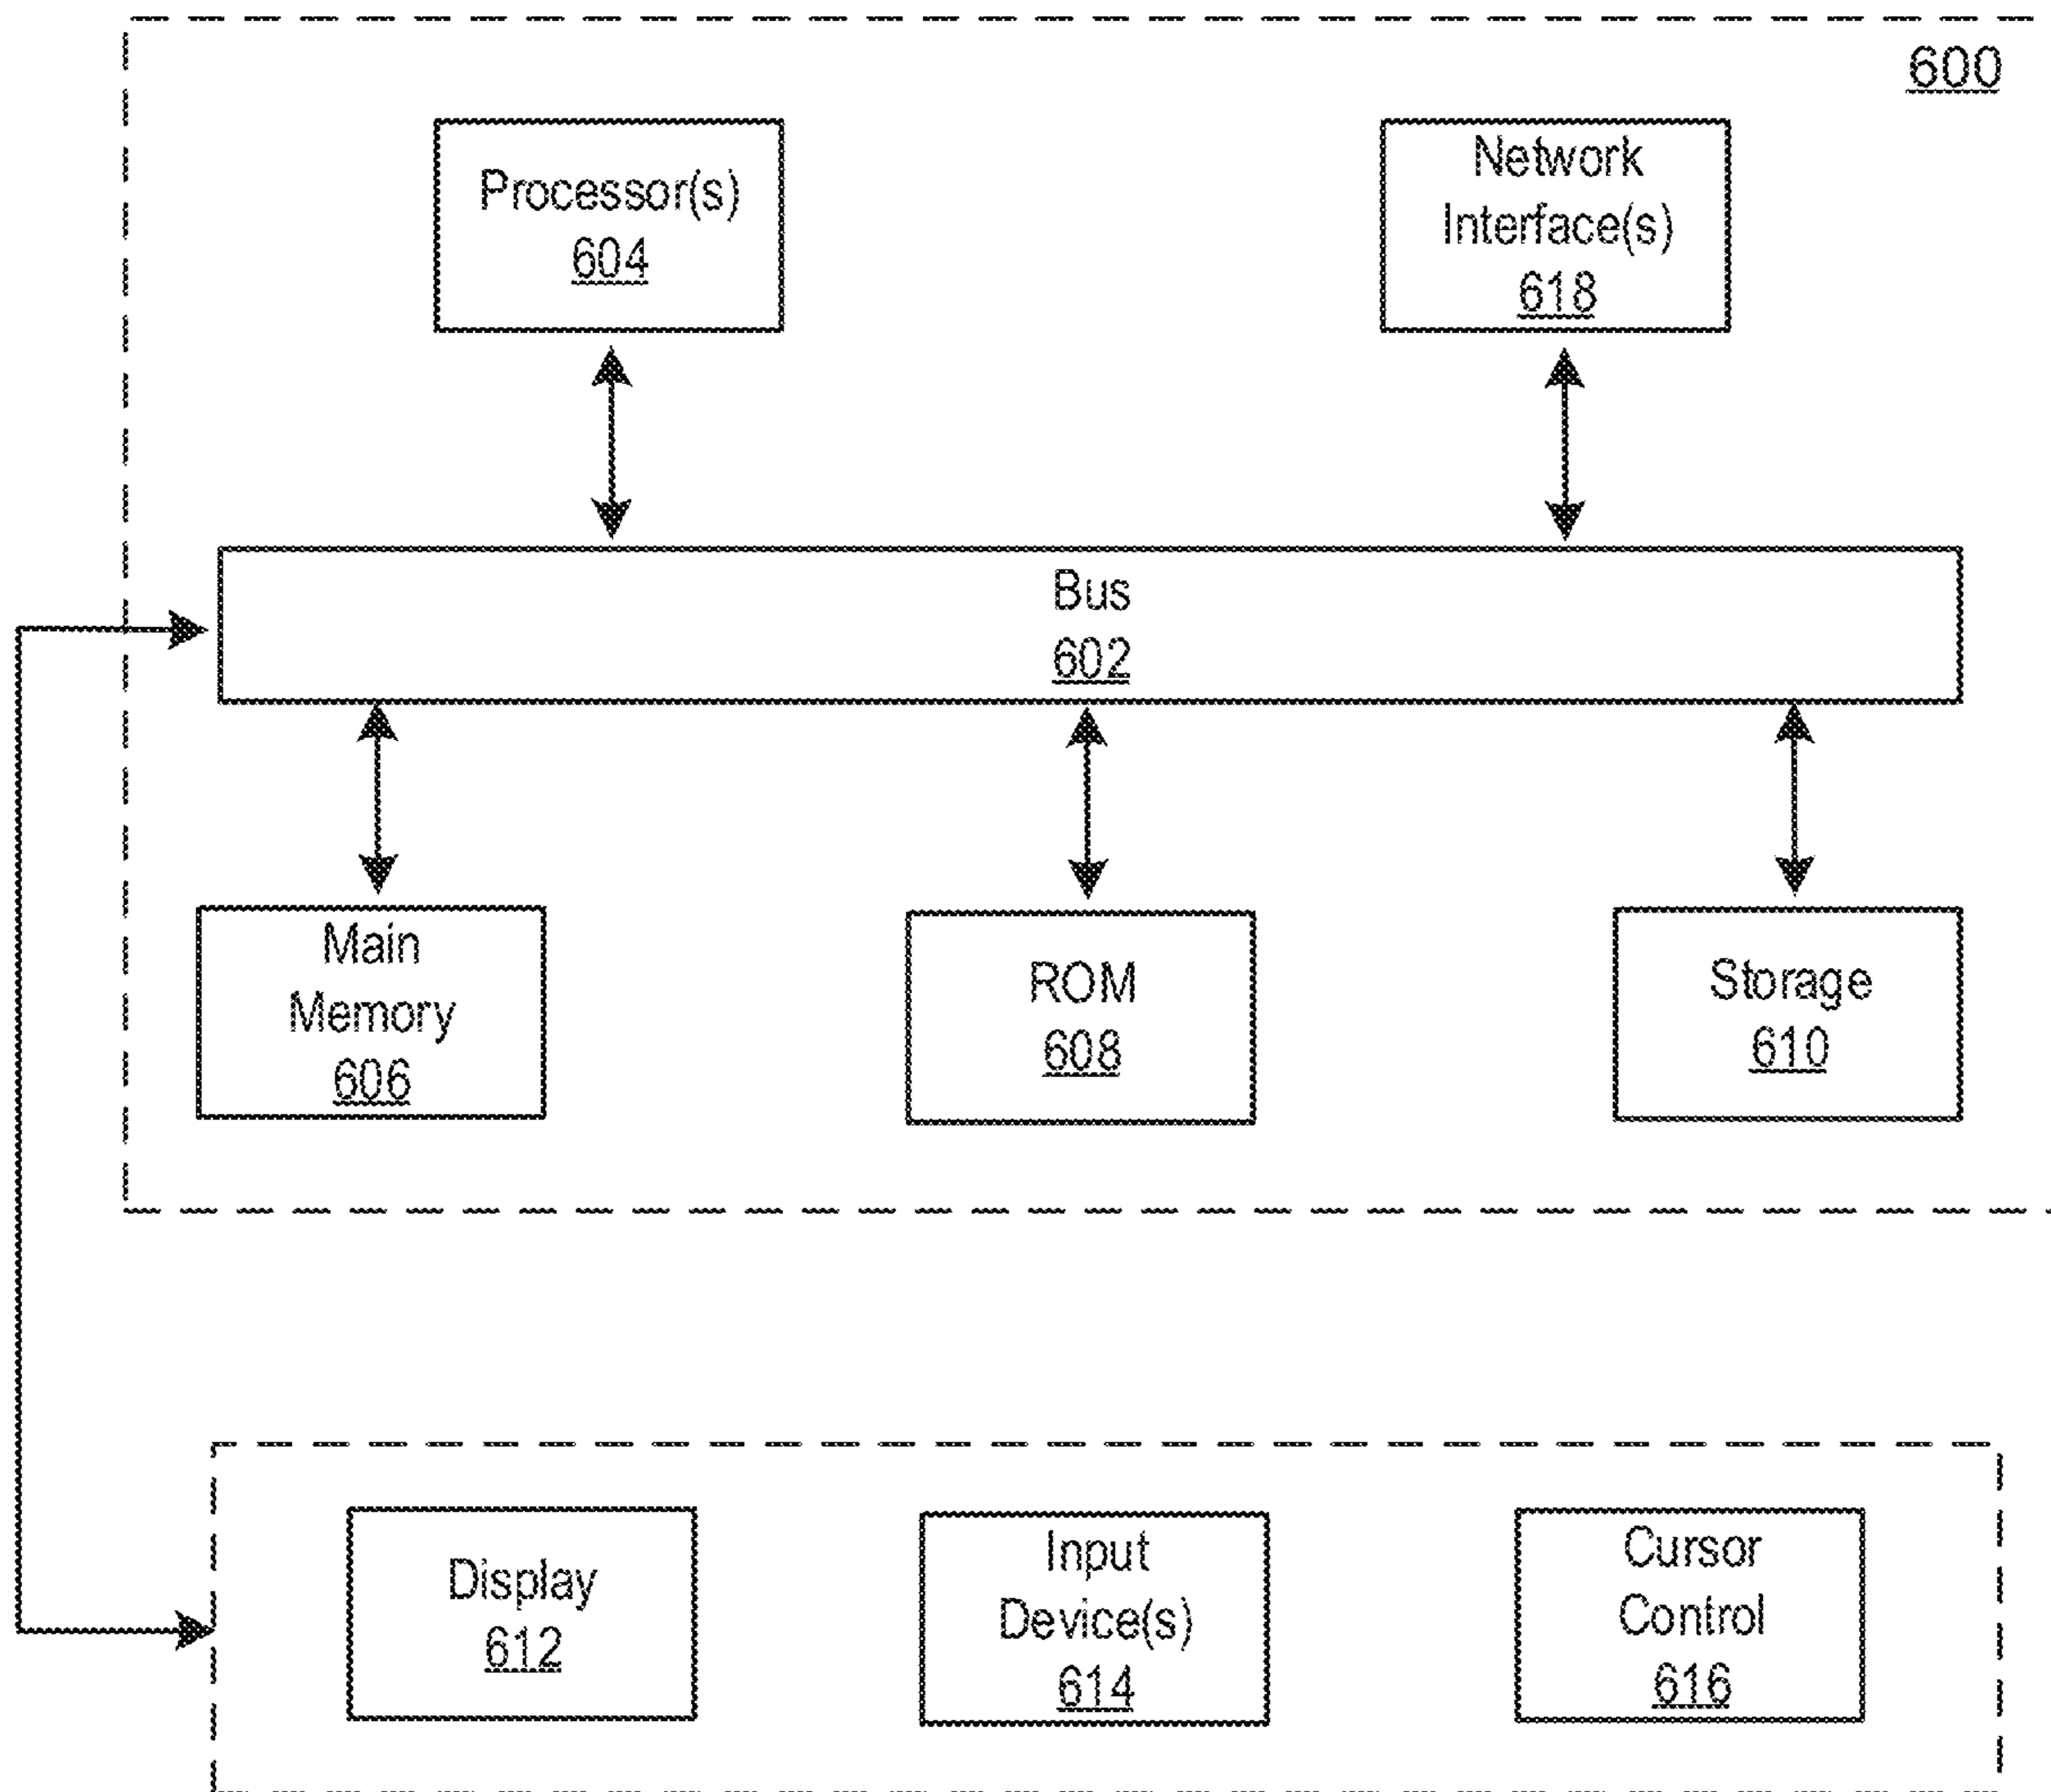 600
Processor(s)
604
Network
Interface(s)
618
Bus
602
Main
Memory
606
ROM
608
Storage
610
Display
612
Input
Device(s)
614
Cursor
Control
616